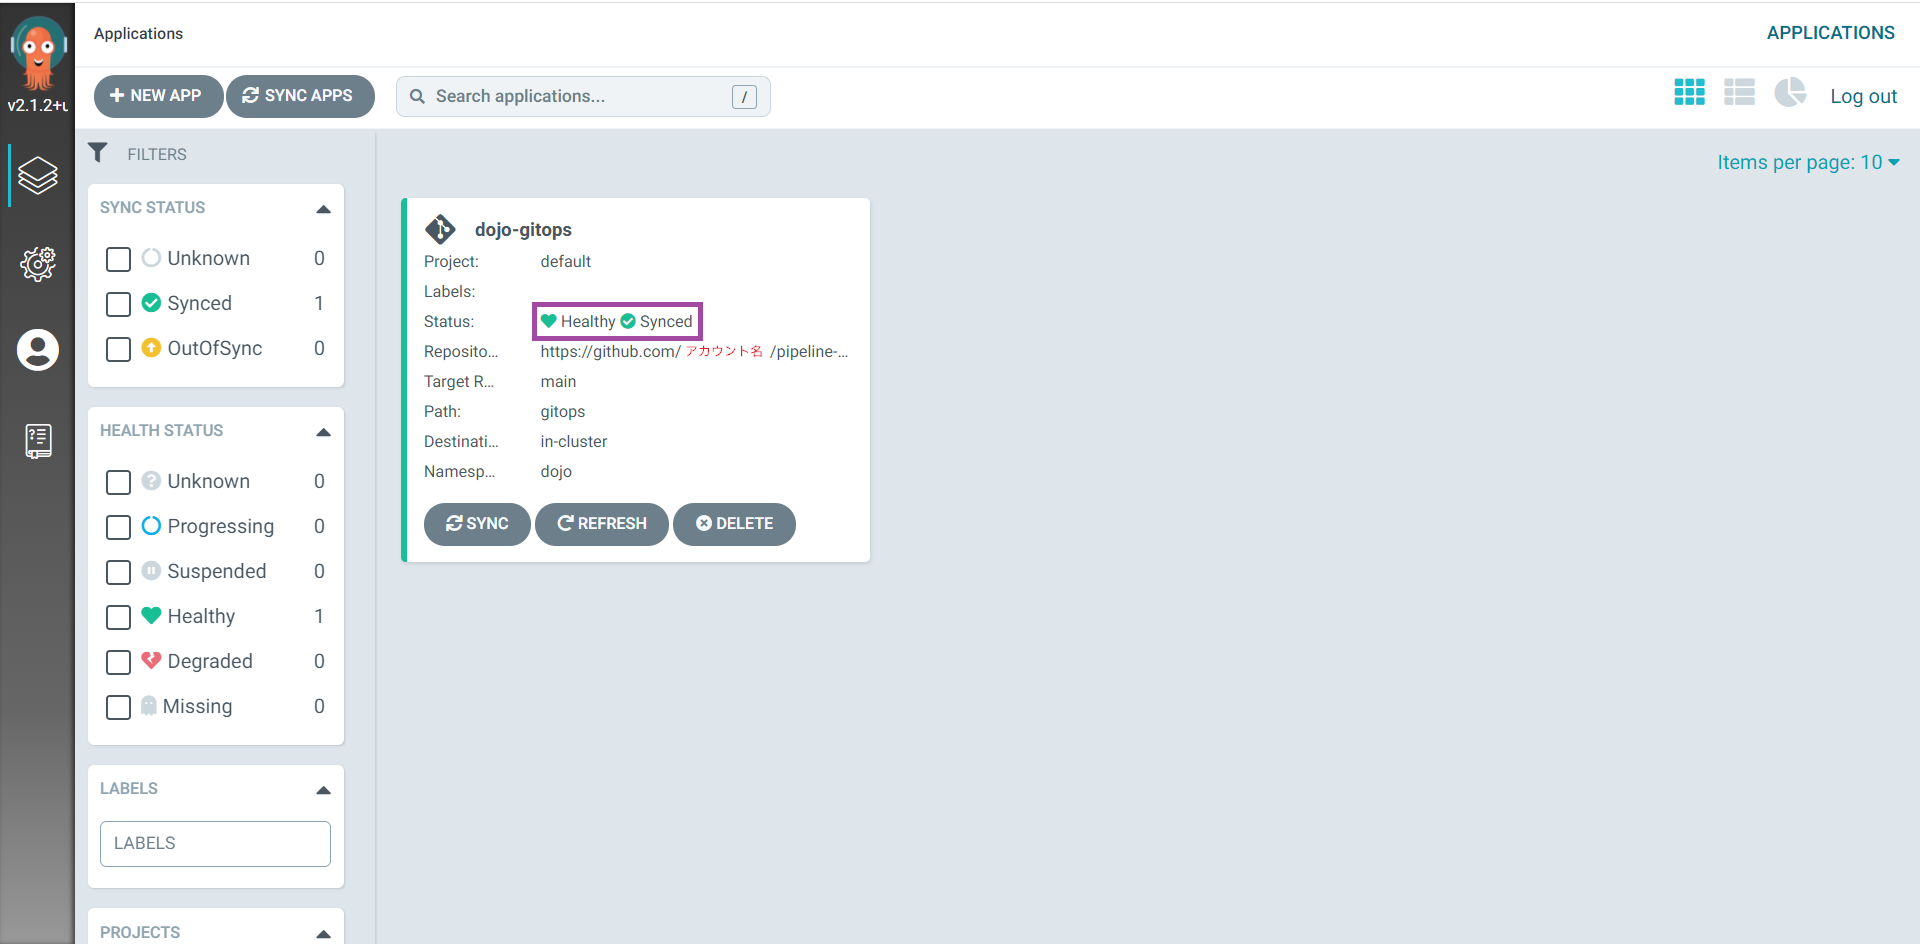 Applications
APPLICATIONS
v2.1.2+u
NEW APP
SYNC APPS
Search applications...
/
Log out
FILTERS
Items per page: 10
SYNC STATUS
Unknown 0
Synced 1
OutOfSync 0
HEALTH STATUS
Unknown 0
Progressing 0
Suspended 0
Healthy 1
Degraded 0
Missing 0
LABELS
LABELS
PROJECTS
dojo-gitops
Project: default
Labels:
Status: Healthy Synced
Reposito... https://github.com/ アカウント名 /pipeline-...
Target R... main
Path: gitops
Destinati... in-cluster
Namesp... dojo
SYNC
REFRESH
DELETE